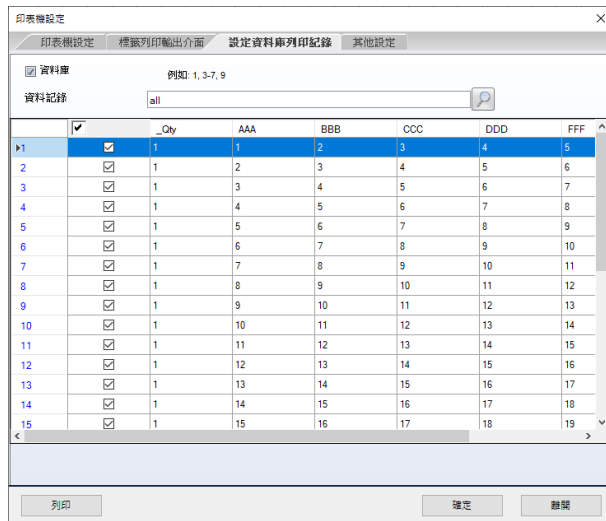 印表機設定
印表機設定 標籤列印輸出介面 設定資料庫列印記錄 其他設定
資料庫 例如: 1, 3-7, 9
資料記錄 all
_Qty AAA BBB CCC DDD FFF
1 1 1 2 3 4 5
2 1 2 3 4 5 6
3 1 3 4 5 6 7
4 1 4 5 6 7 8
5 1 5 6 7 8 9
6 1 6 7 8 9 10
7 1 7 8 9 10 11
8 1 8 9 10 11 12
9 1 9 10 11 12 13
10 1 10 11 12 13 14
11 1 11 12 13 14 15
12 1 12 13 14 15 16
13 1 13 14 15 16 17
14 1 14 15 16 17 18
15 1 15 16 17 18 19
列印 確定 離開